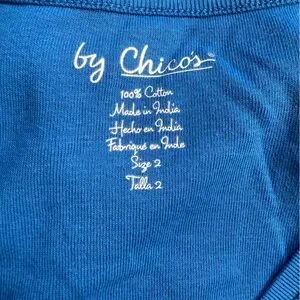 by Chico's
100% Cotton
Made in India
Hecho en India
Fabriqué en Inde
Size 2
Talla 2